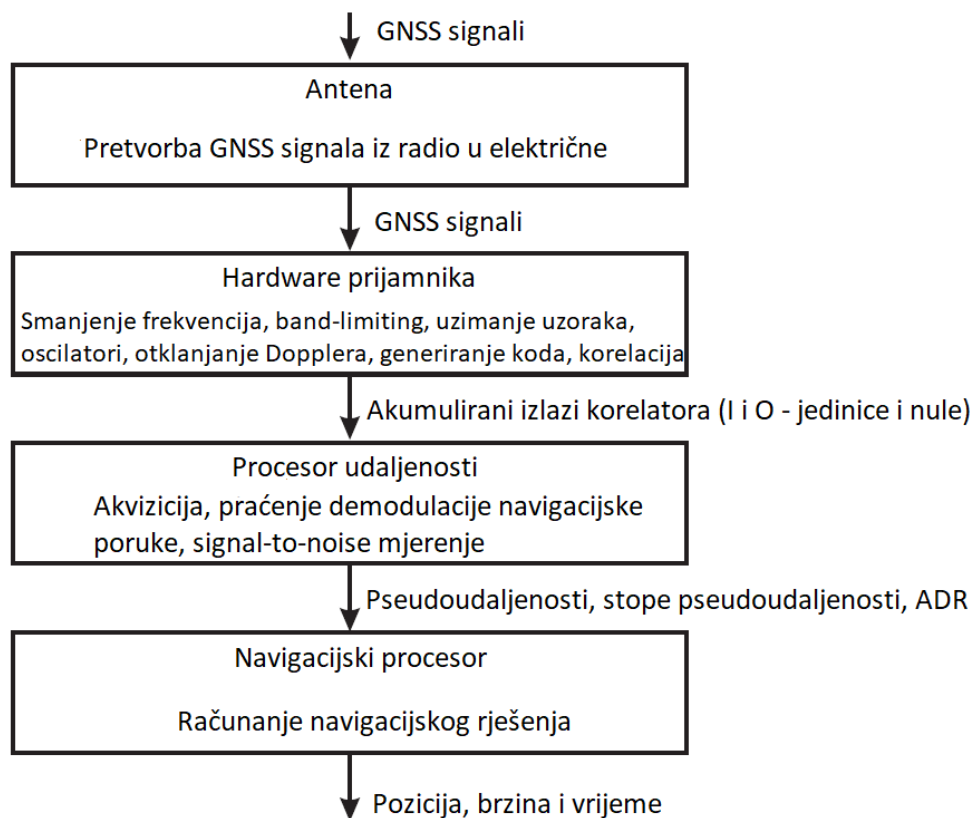 GNSS signali
Antena
Pretvorba GNSS signala iz radio u električne
GNSS signali
Hardware prijamnika
Smanjenje frekvencija, band-limiting, uzimanje uzoraka,
oscilatori, otklanjanje Dopplera, generiranje koda, korelacija
Akumulirani izlazi korelatora (I i O - jedinice i nule)
Procesor udaljenosti
Akvizicija, praćenje demodulacije navigacijske
poruke, signal-to-noise mjerenje
Pseudoudaljenosti, stope pseudoudaljenosti, ADR
Navigacijski procesor
Računanje navigacijskog rješenja
Pozicija, brzina i vrijeme